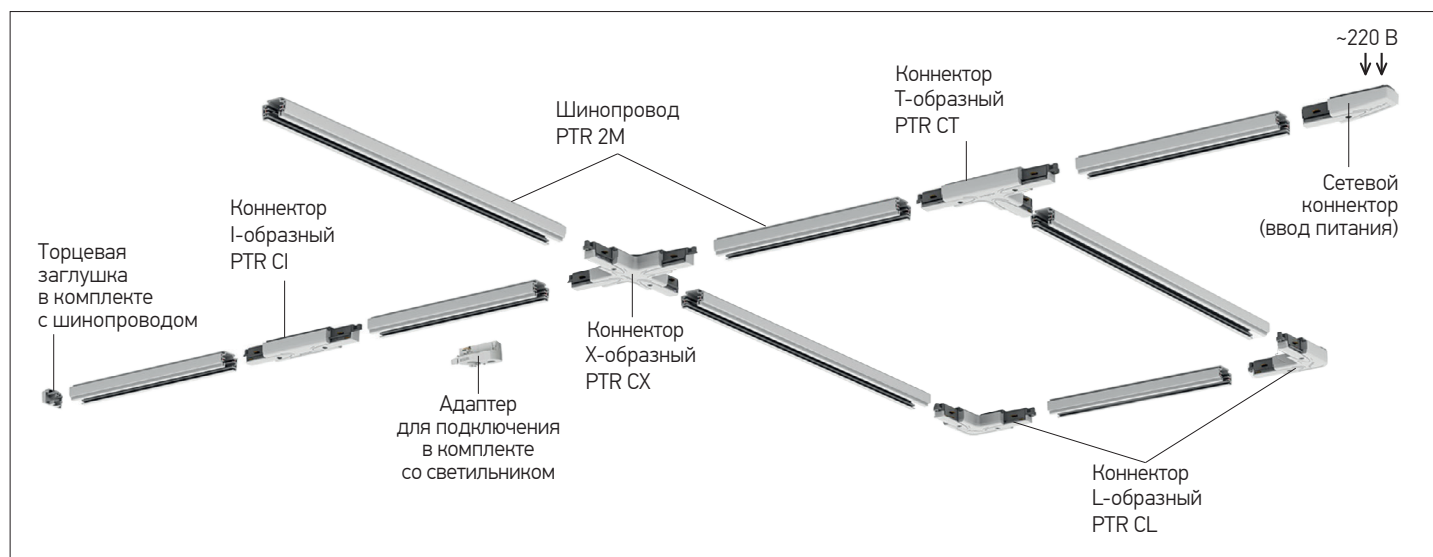 ~220 В
Коннектор
T-образный
PTR CT
Шинопровод
PTR 2M
Сетевой
коннектор
(ввод питания)
Коннектор
I-образный
PTR CI
Торцевая
заглушка
в комплекте
с шинопроводом
Коннектор
X-образный
PTR CX
Адаптер
для подключения
в комплекте
со светильником
Коннектор
L-образный
PTR CL